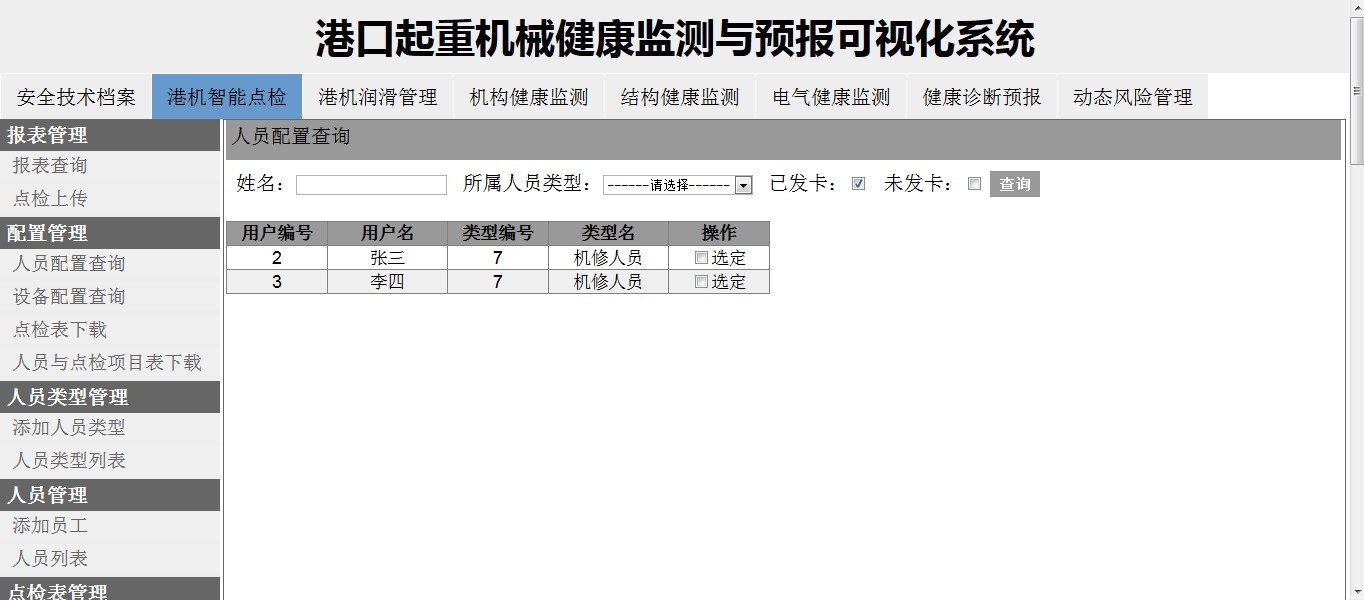 港口起重机械健康监测与预报可视化系统
安全技术档案 港机智能点检 港机润滑管理 机构健康监测 结构健康监测 电气健康监测 健康诊断预报 动态风险管理
报表管理
报表查询
点检上传
配置管理
人员配置查询
设备配置查询
点检表下载
人员与点检项目表下载
人员类型管理
添加人员类型
人员类型列表
人员管理
添加员工
人员列表
点检表管理
人员配置查询
姓名： 所属人员类型： ------请选择------ 已发卡： 未发卡： 查询
用户编号 用户名 类型编号 类型名 操作
2 张三 7 机修人员 选定
3 李四 7 机修人员 选定